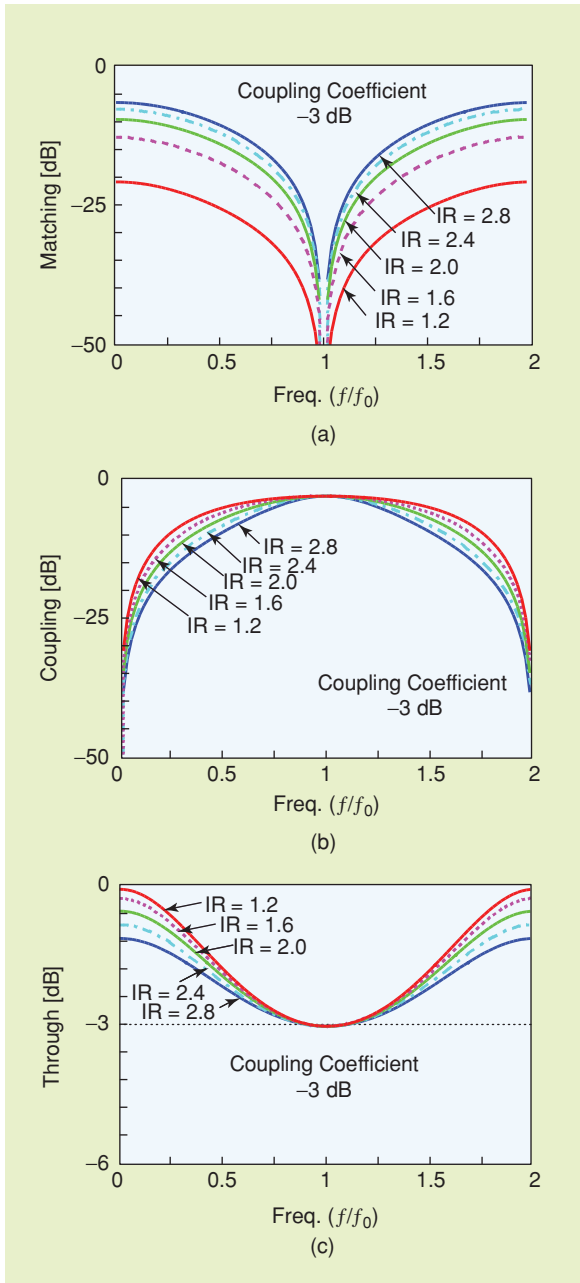 0
Coupling Coefficient
−3 dB
Matching [dB]
−25
IR = 2.8
IR = 2.4
IR = 2.0
IR = 1.6
IR = 1.2
−50
0 0.5 1 1.5 2
Freq. (f/f0)
(a)
0
Coupling [dB]
IR = 2.8
IR = 2.4
IR = 2.0
IR = 1.6
IR = 1.2
−25
Coupling Coefficient
−3 dB
−50
0 0.5 1 1.5 2
Freq. (f/f0)
(b)
0
IR = 1.2
IR = 1.6
IR = 2.0
Through [dB]
IR = 2.4
IR = 2.8
−3
Coupling Coefficient
−3 dB
−6
0 0.5 1 1.5 2
Freq. (f/f0)
(c)